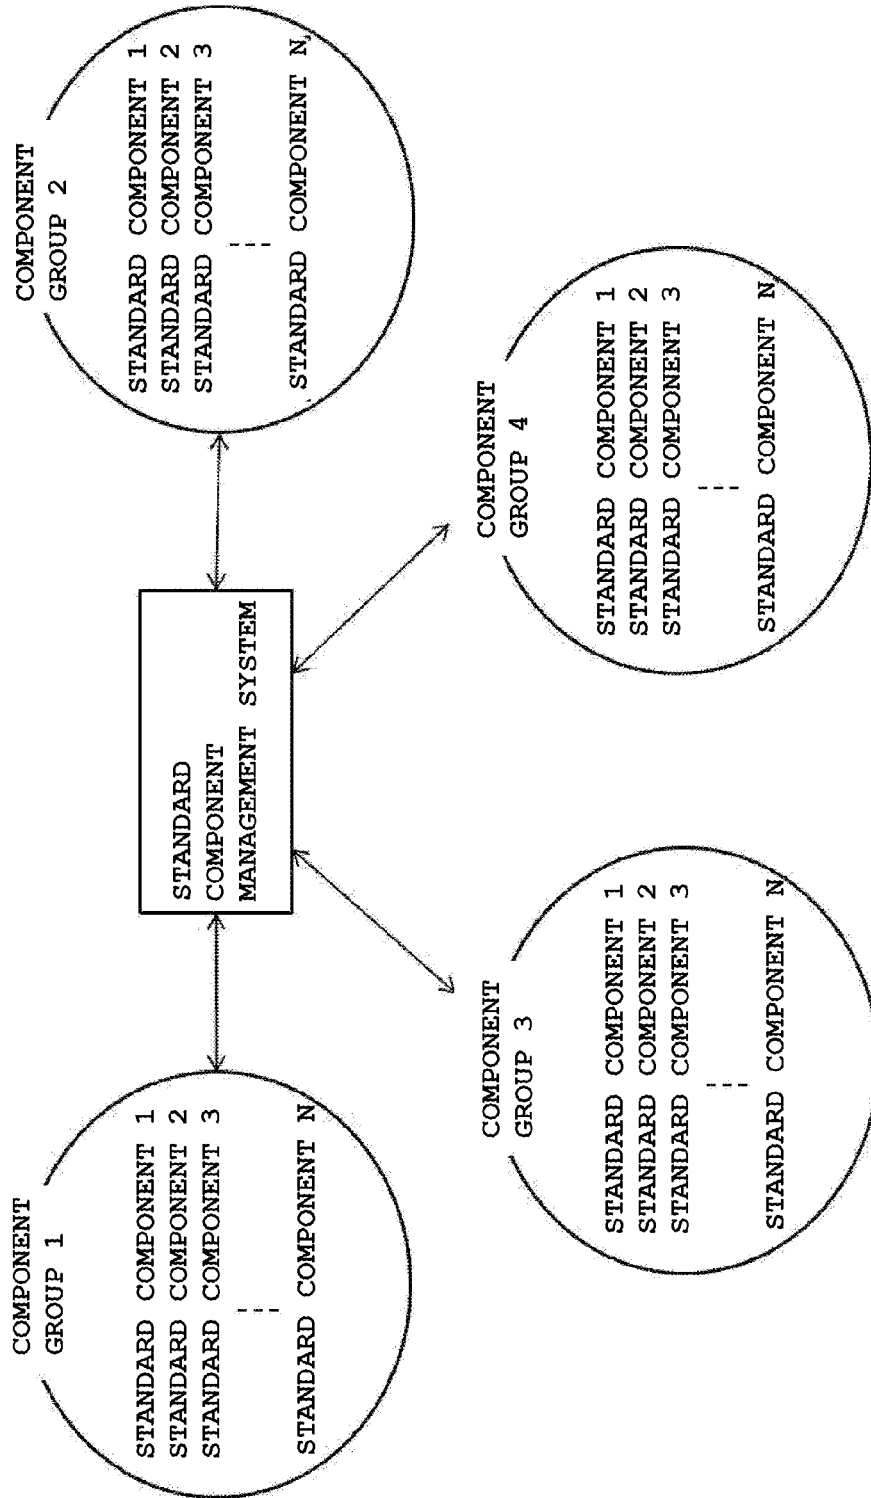 COMPONENT
GROUP 1
STANDARD COMPONENT 1
STANDARD COMPONENT 2
STANDARD COMPONENT 3
---
STANDARD COMPONENT N
STANDARD
COMPONENT
MANAGEMENT SYSTEM
COMPONENT
GROUP 2
STANDARD COMPONENT 1
STANDARD COMPONENT 2
STANDARD COMPONENT 3
---
STANDARD COMPONENT N
COMPONENT
GROUP 3
STANDARD COMPONENT 1
STANDARD COMPONENT 2
STANDARD COMPONENT 3
---
STANDARD COMPONENT N
COMPONENT
GROUP 4
STANDARD COMPONENT 1
STANDARD COMPONENT 2
STANDARD COMPONENT 3
---
STANDARD COMPONENT N